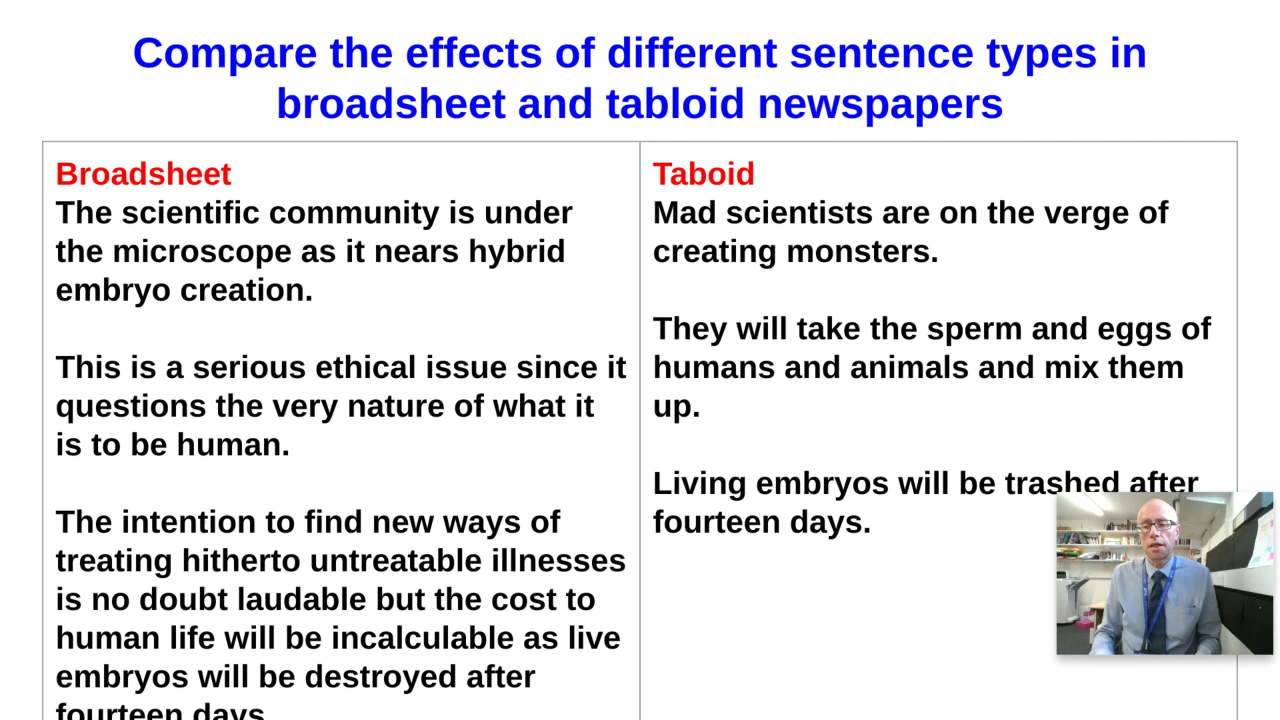 Compare the effects of different sentence types in
broadsheet and tabloid newspapers
Broadsheet
The scientific community is under
the microscope as it nears hybrid
embryo creation.
This is a serious ethical issue since it
questions the very nature of what it
is to be human.
The intention to find new ways of
treating hitherto untreatable illnesses
is no doubt laudable but the cost to
human life will be incalculable as live
embryos will be destroyed after
fourteen days
Taboid
Mad scientists are on the verge of
creating monsters.
They will take the sperm and eggs of
humans and animals and mix them
up.
Living embryos will be trashed after
fourteen days.